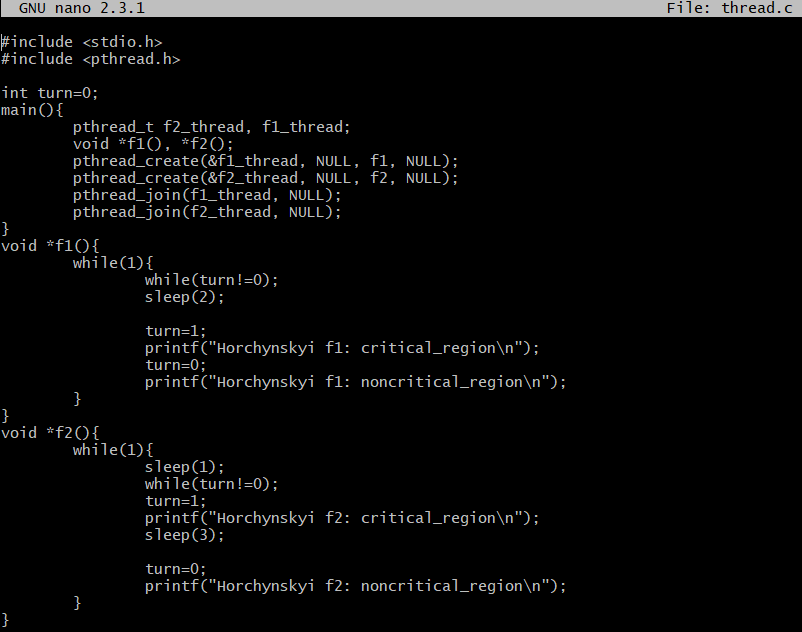 GNU nano 2.3.1 File: thread.c
#include <stdio.h>
#include <pthread.h>
int turn=0;
main(){
pthread_t f2_thread, f1_thread;
void *f1(), *f2();
pthread_create(&f1_thread, NULL, f1, NULL);
pthread_create(&f2_thread, NULL, f2, NULL);
pthread_join(f1_thread, NULL);
pthread_join(f2_thread, NULL);
}
void *f1(){
while(1){
while(turn!=0);
sleep(2);
turn=1;
printf("Horchynskyi f1: critical_region\n");
turn=0;
printf("Horchynskyi f1: noncritical_region\n");
}
}
void *f2(){
while(1){
sleep(1);
while(turn!=0);
turn=1;
printf("Horchynskyi f2: critical_region\n");
sleep(3);
turn=0;
printf("Horchynskyi f2: noncritical_region\n");
}
}